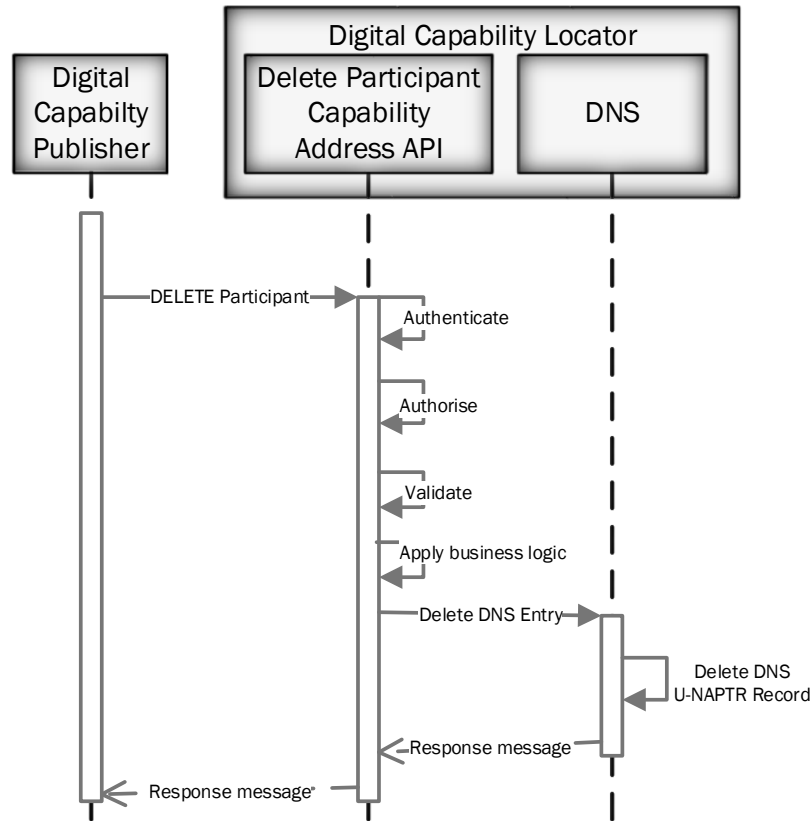 Digital Capability Locator
Digital
Capabilty
Publisher
Delete Participant
Capability
Address API
DNS
DELETE Participant
Authenticate
Authorise
Validate
Apply business logic
Delete DNS Entry
Delete DNS
U-NAPTR Record
Response message
Response message